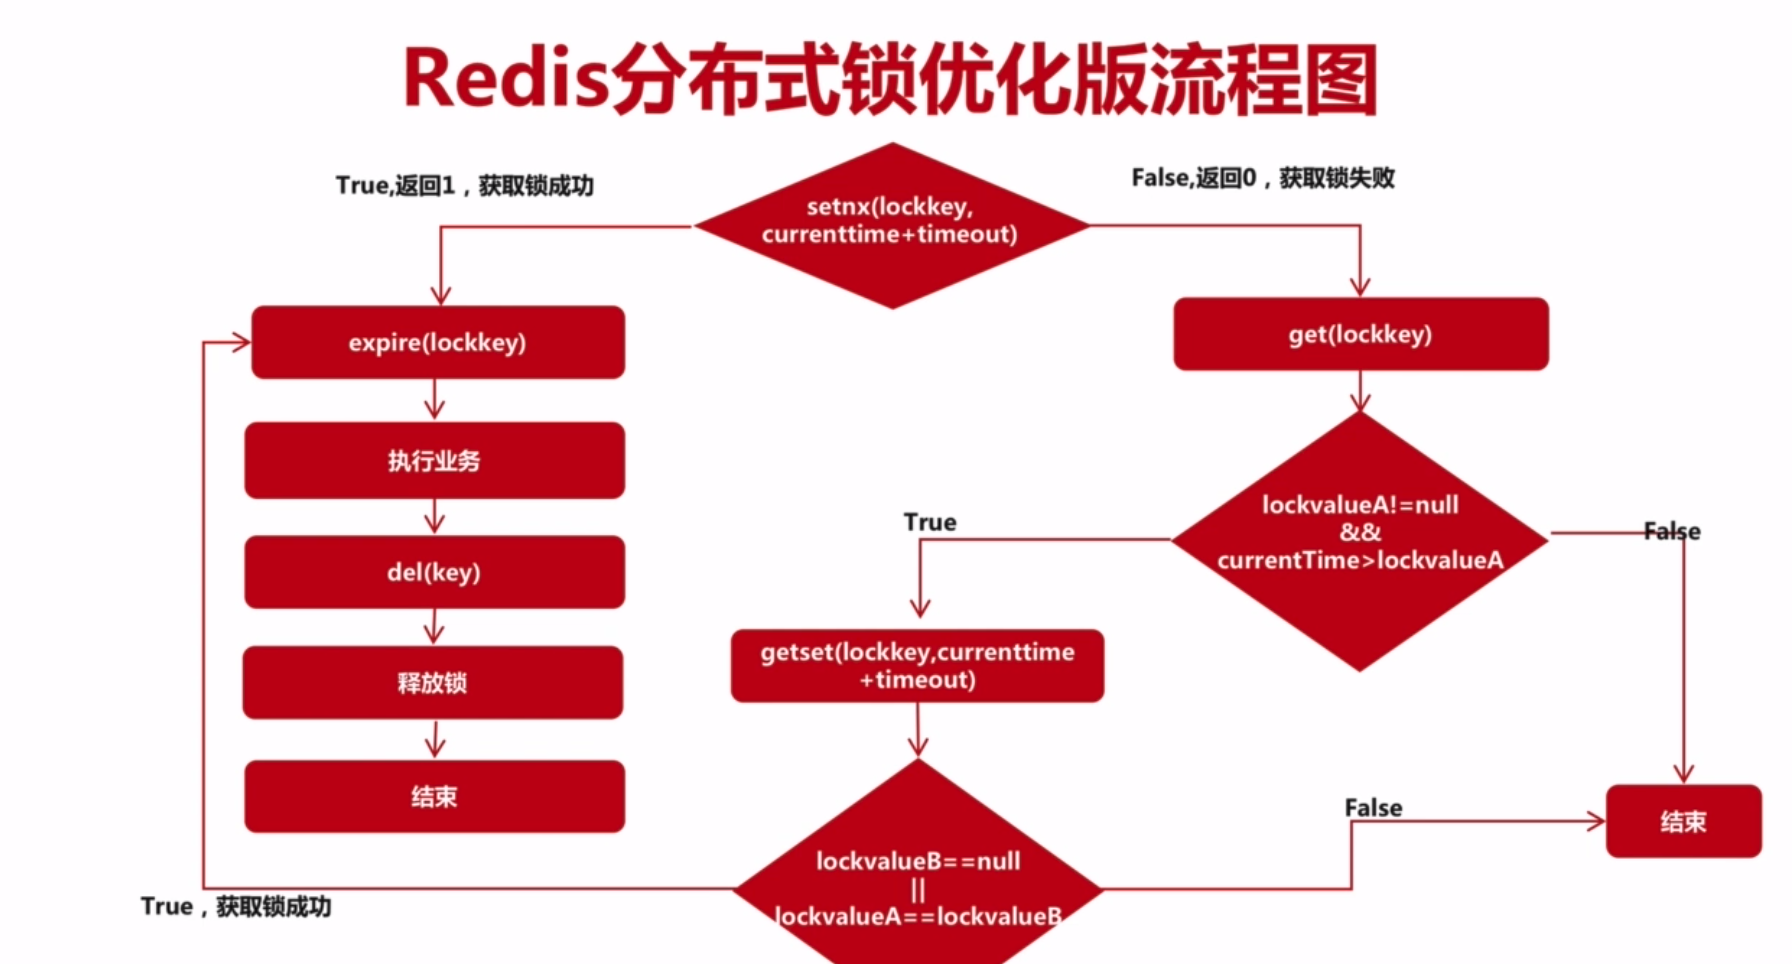 Redis分布式锁优化版流程图
True,返回1，获取锁成功
False,返回0，获取锁失败
setnx(lockkey,
currenttime+timeout)
expire(lockkey)
get(lockkey)
执行业务
lockvalueA!=null
&&
currentTime>lockvalueA
True
False
del(key)
getset(lockkey,currenttime
+timeout)
释放锁
结束
False
结束
lockvalueB==null
||
lockvalueA==lockvalueB
True，获取锁成功